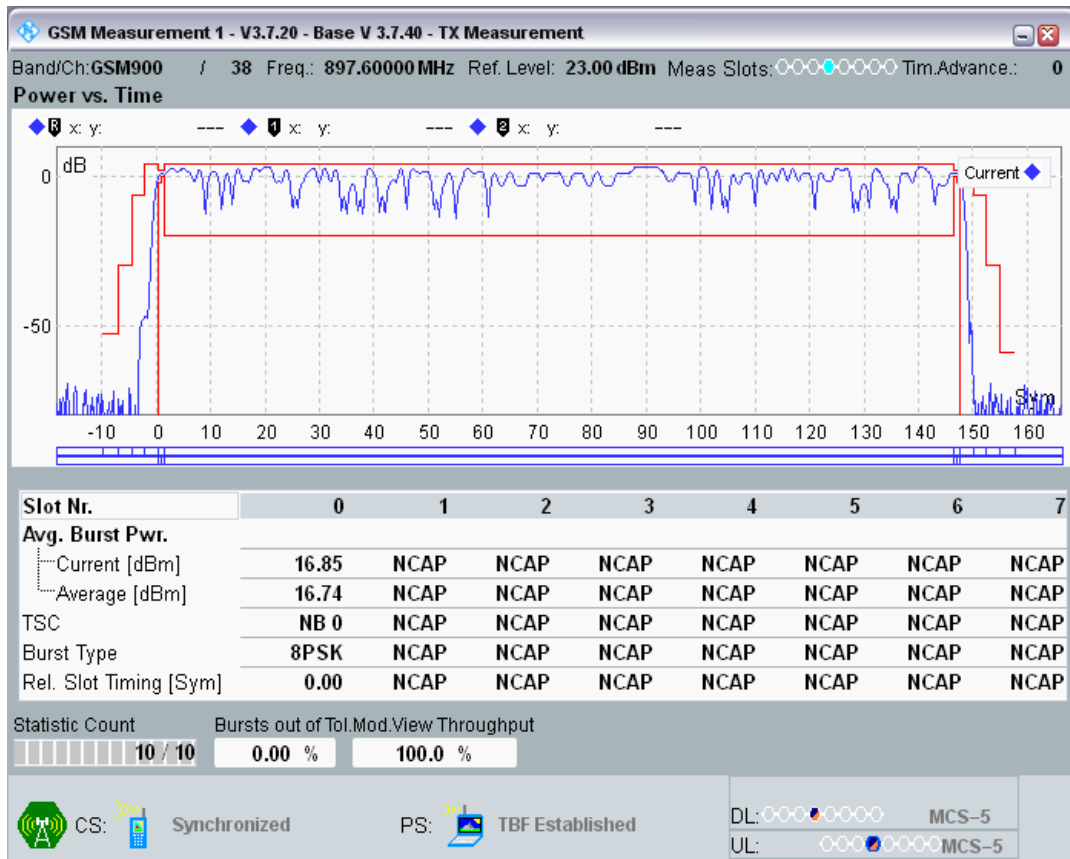 GSM Measurement 1 - V3.7.20 - Base V 3.7.40 - TX Measurement
Band/Ch:GSM900 / 38 Freq.: 897.60000 MHz Ref. Level: 23.00 dBm Meas Slots: Tim.Advance.: 0
Power vs. Time
R x: y: --- 1 x: y: --- 2 x: y: ---
dB
Current
0
-50
Sym
-10 0 10 20 30 40 50 60 70 80 90 100 110 120 130 140 150 160
Slot Nr. 0 1 2 3 4 5 6 7
Avg. Burst Pwr.
Current [dBm] 16.85 NCAP NCAP NCAP NCAP NCAP NCAP NCAP
Average [dBm] 16.74 NCAP NCAP NCAP NCAP NCAP NCAP NCAP
TSC NB 0 NCAP NCAP NCAP NCAP NCAP NCAP NCAP
Burst Type 8PSK NCAP NCAP NCAP NCAP NCAP NCAP NCAP
Rel. Slot Timing [Sym] 0.00 NCAP NCAP NCAP NCAP NCAP NCAP NCAP
Statistic Count Bursts out of Tol.Mod.View Throughput
10 / 10 0.00 % 100.0 %
CS: Synchronized PS: TBF Established
DL: MCS-5
UL: MCS-5